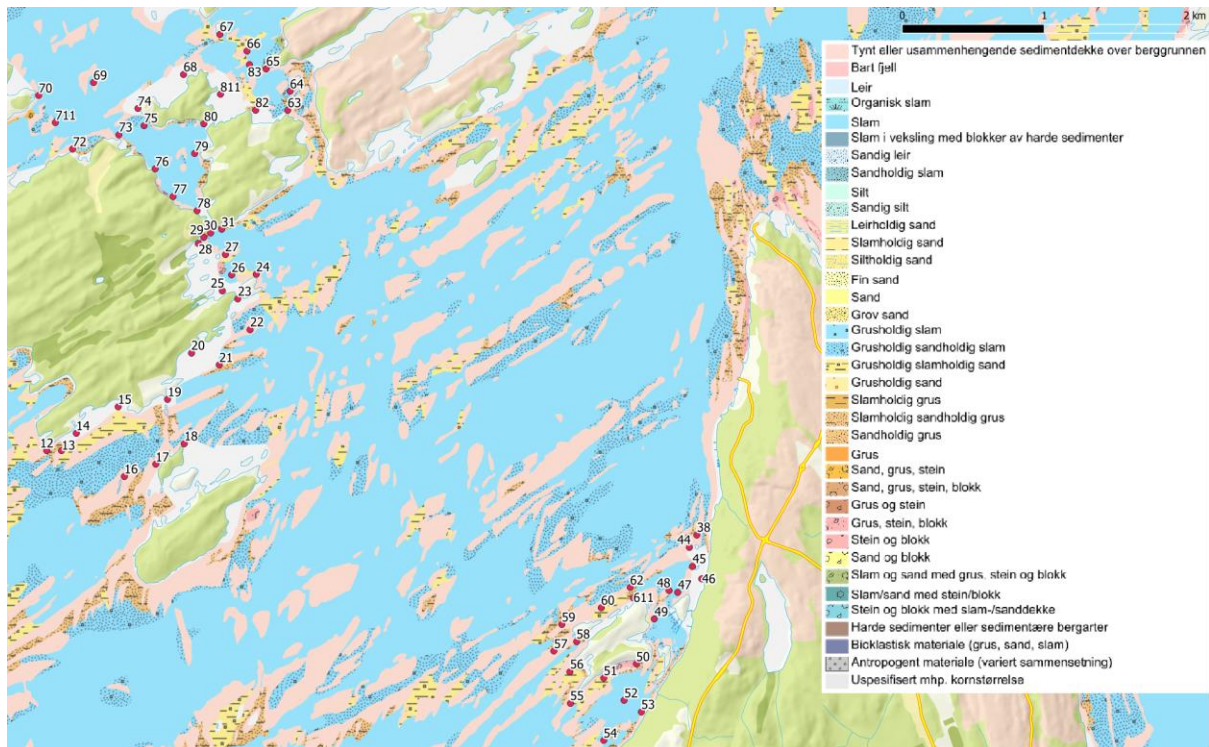 0 1 2 km
Tynt eller usammenhengende sedimentdekke over berggrunnen
Bart fjell
Leir
Organisk slam
Slam
Slam i veksling med blokker av harde sedimenter
Sandig leir
Sandholdig slam
Silt
Sandig silt
Leirholdig sand
Slamholdig sand
Siltholdig sand
Fin sand
Sand
Grov sand
Grusholdig slam
Grusholdig sandholdig slam
Grusholdig slamholdig sand
Grusholdig sand
Slamholdig grus
Slamholdig sandholdig grus
Sandholdig grus
Grus
Sand, grus, stein
Sand, grus, stein, blokk
Grus og stein
Grus, stein, blokk
Stein og blokk
Sand og blokk
Slam og sand med grus, stein og blokk
Slam/sand med stein/blokk
Stein og blokk med slam-/sanddekke
Harde sedimenter eller sedimentære bergarter
Bioklastisk materiale (grus, sand, slam)
Antropogent materiale (variert sammensetning)
Uspesifisert mhp. kornstørrelse
67
66
83
65
68
69
70
811
64
63
82
74
75
80
711
73
72
79
76
77
78
31
30
29
28
27
26
24
25
23
22
20
21
19
15
14
12
13
18
17
16
38
44
45
46
62
48
47
611
60
49
59
58
57
50
56
51
55
52
53
54